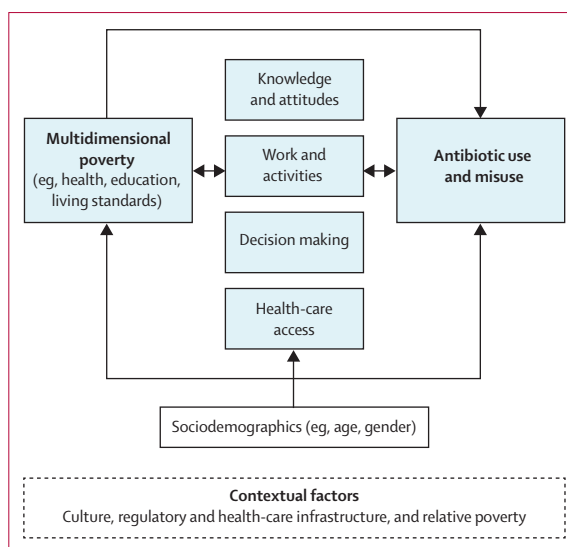 Knowledge
and attitudes
Multidimensional
poverty
(eg, health, education,
living standards)
Work and
activities
Antibiotic use
and misuse
Decision making
Health-care
access
Sociodemographics (eg, age, gender)
Contextual factors
Culture, regulatory and health-care infrastructure, and relative poverty